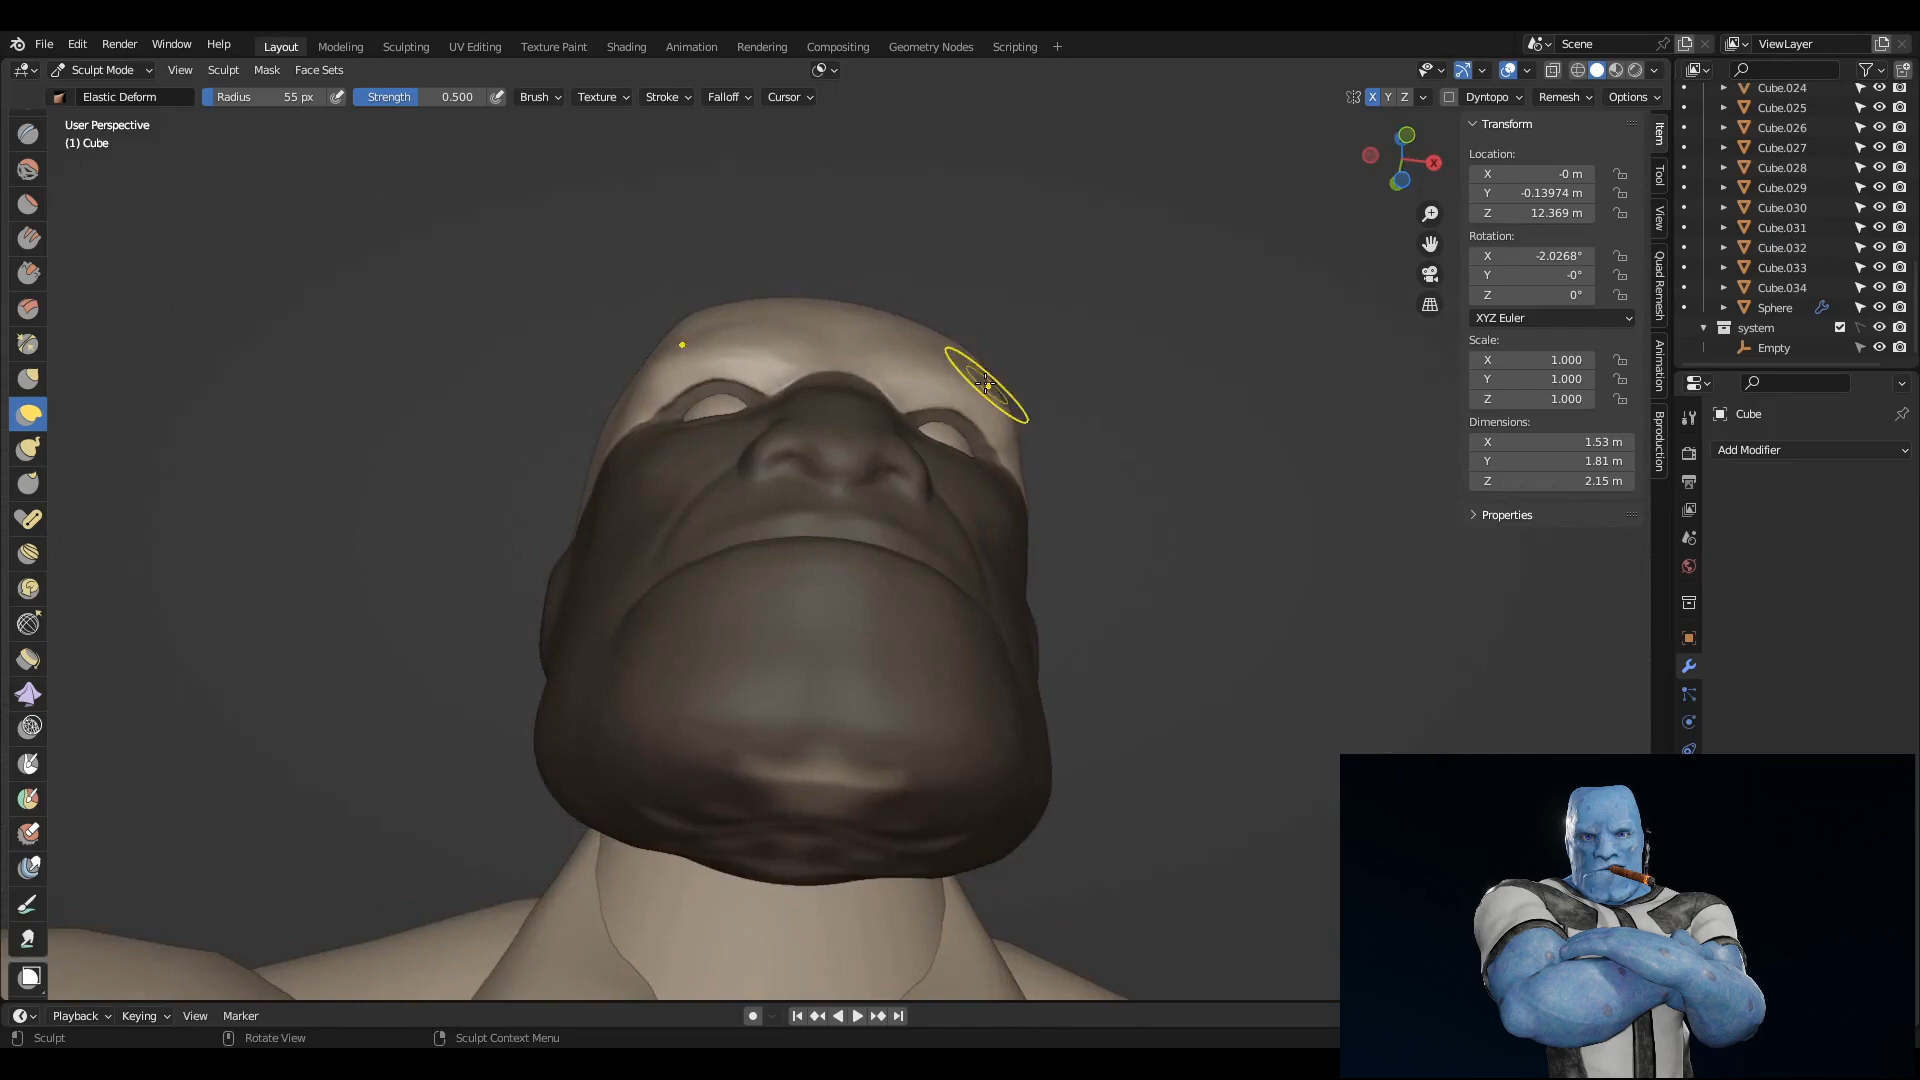 File Edit Render Window Help Layout Modeling Sculpting UV Editing Texture Paint Shading Animation Rendering Compositing Geometry Nodes Scripting + Scene ViewLayer
Sculpt Mode View Sculpt Mask Face Sets
Elastic Deform Radius 55 px Strength 0.500 Brush Texture Stroke Falloff Cursor X Y Z Dyntopo Remesh Options
User Perspective
(1) Cube
X
Transform
Location:
X -0 m
Y -0.13974 m
Z 12.369 m
Rotation:
X -2.0268°
Y -0°
Z 0°
XYZ Euler
Scale:
X 1.000
Y 1.000
Z 1.000
Dimensions:
X 1.53 m
Y 1.81 m
Z 2.15 m
Properties
Item
Tool
View
Quad Remesh
Animation
Bproduction
Cube.024
Cube.025
Cube.026
Cube.027
Cube.028
Cube.029
Cube.030
Cube.031
Cube.032
Cube.033
Cube.034
Sphere
system
Empty
Cube
Add Modifier
Playback Keying View Marker
Sculpt Rotate View Sculpt Context Menu